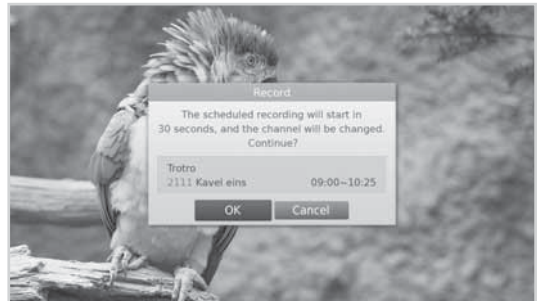 Record
The scheduled recording will start in
30 seconds, and the channel will be changed.
Continue?
Trotro
2111 Kavel eins 09:00~10:25
OK Cancel